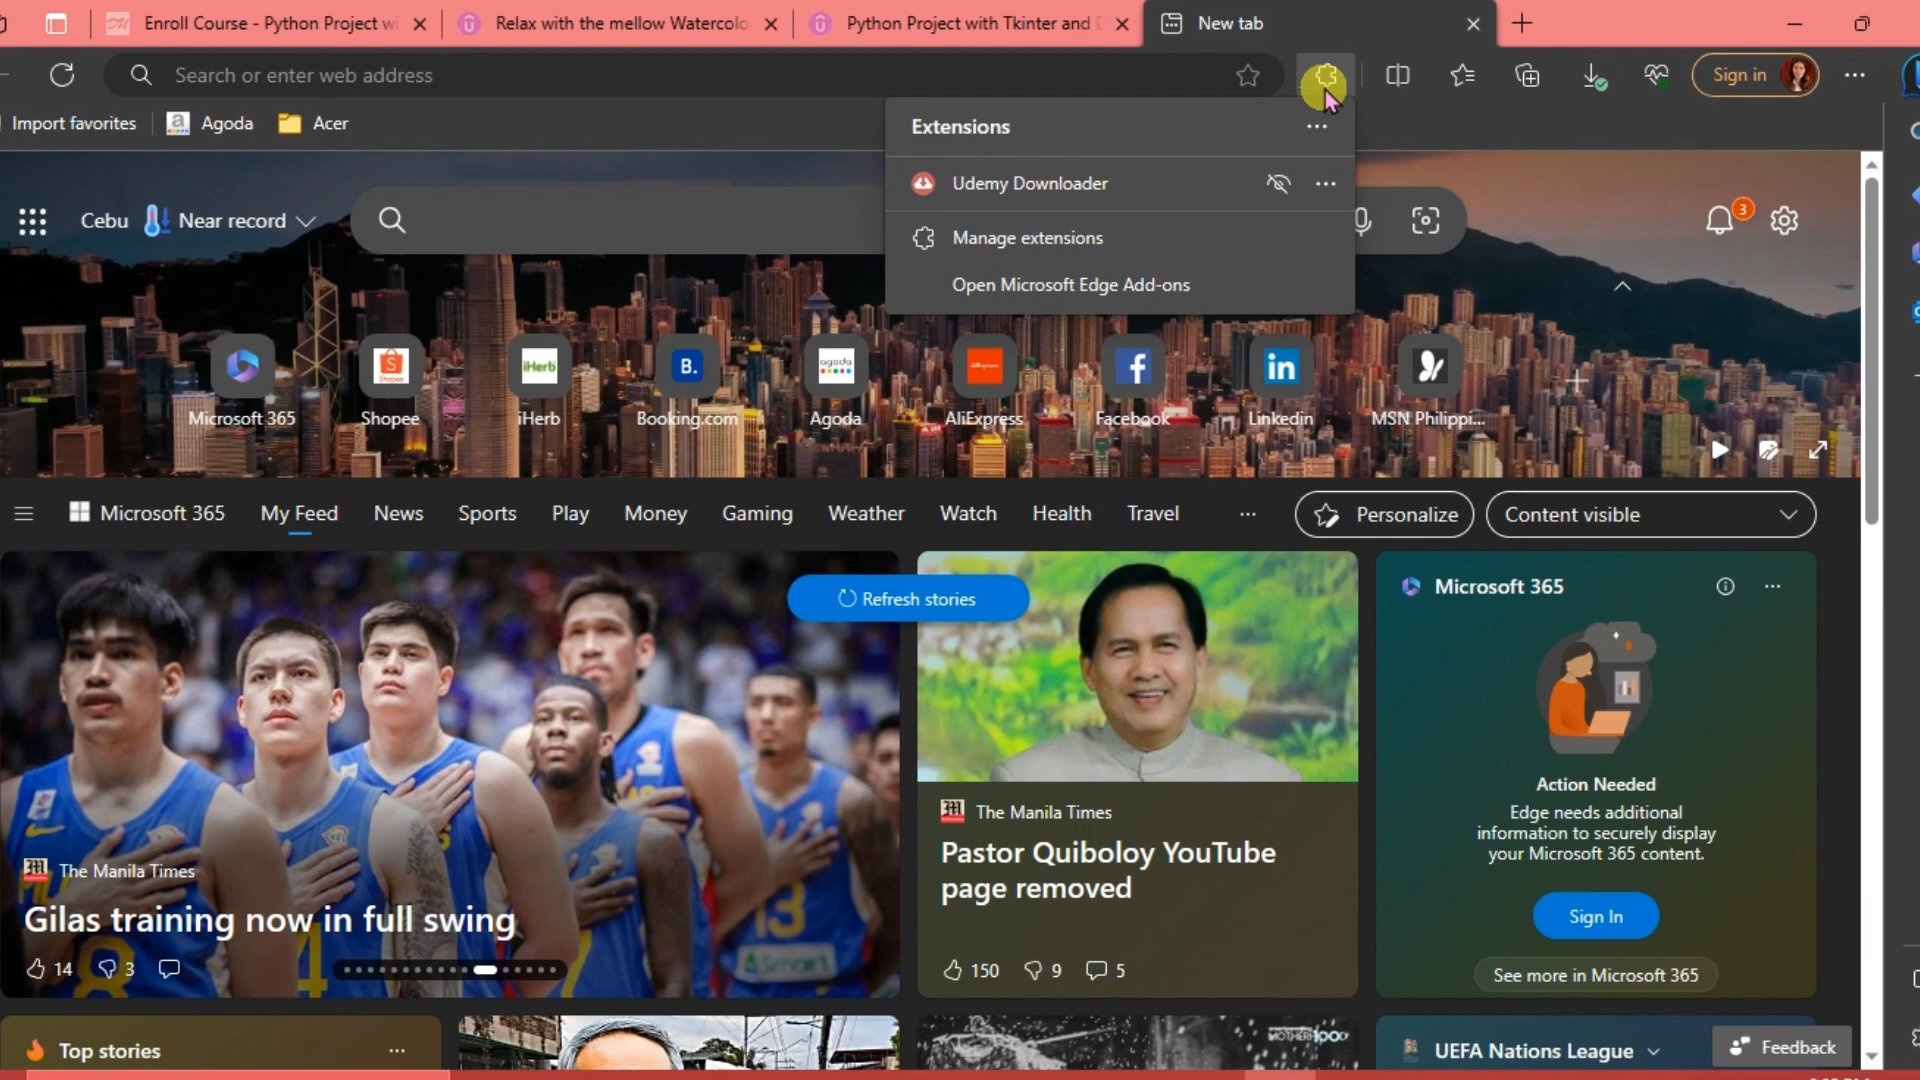 Enroll Course - Python Project wi
Relax with the mellow Watercolo
Python Project with Tkinter and D
New tab
Search or enter web address
Sign in
Import favorites
Agoda
Acer
Extensions
Udemy Downloader
Manage extensions
Open Microsoft Edge Add-ons
Cebu
Near record
3
Microsoft 365
Shopee
iHerb
Booking.com
Agoda
AliExpress
Facebook
Linkedin
MSN Philippi...
Microsoft 365
My Feed
News
Sports
Play
Money
Gaming
Weather
Watch
Health
Travel
Personalize
Content visible
Refresh stories
The Manila Times
Gilas training now in full swing
14
3
The Manila Times
Pastor Quiboloy YouTube
page removed
150
9
5
Microsoft 365
Action Needed
Edge needs additional
information to securely display
your Microsoft 365 content.
Sign In
See more in Microsoft 365
Top stories
UEFA Nations League
Feedback